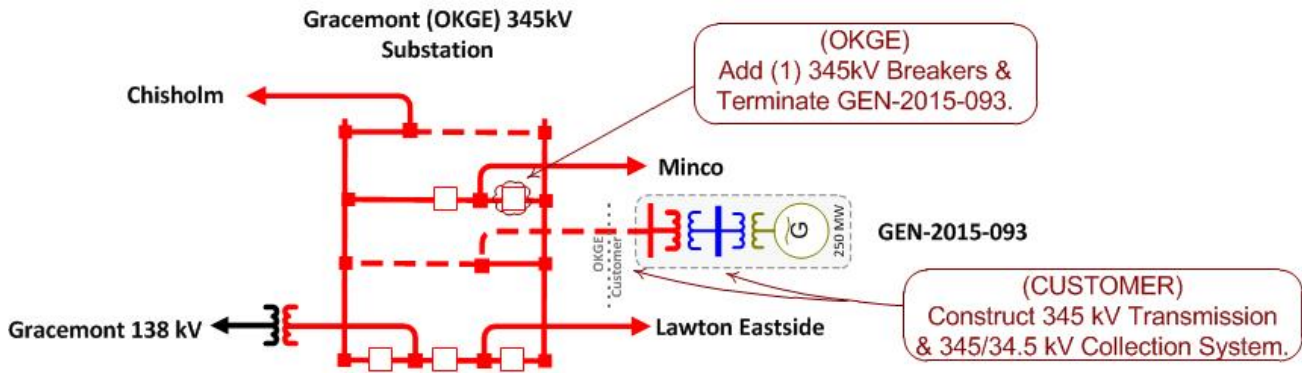 Gracemont (OKGE) 345kV
Substation
(OKGE)
Add (1) 345kV Breakers &
Terminate GEN-2015-093.
Chisholm
Minco
OKGE
Customer
G
250 MW
GEN-2015-093
(CUSTOMER)
Construct 345 kV Transmission
& 345/34.5 kV Collection System.
Gracemont 138 kV
Lawton Eastside